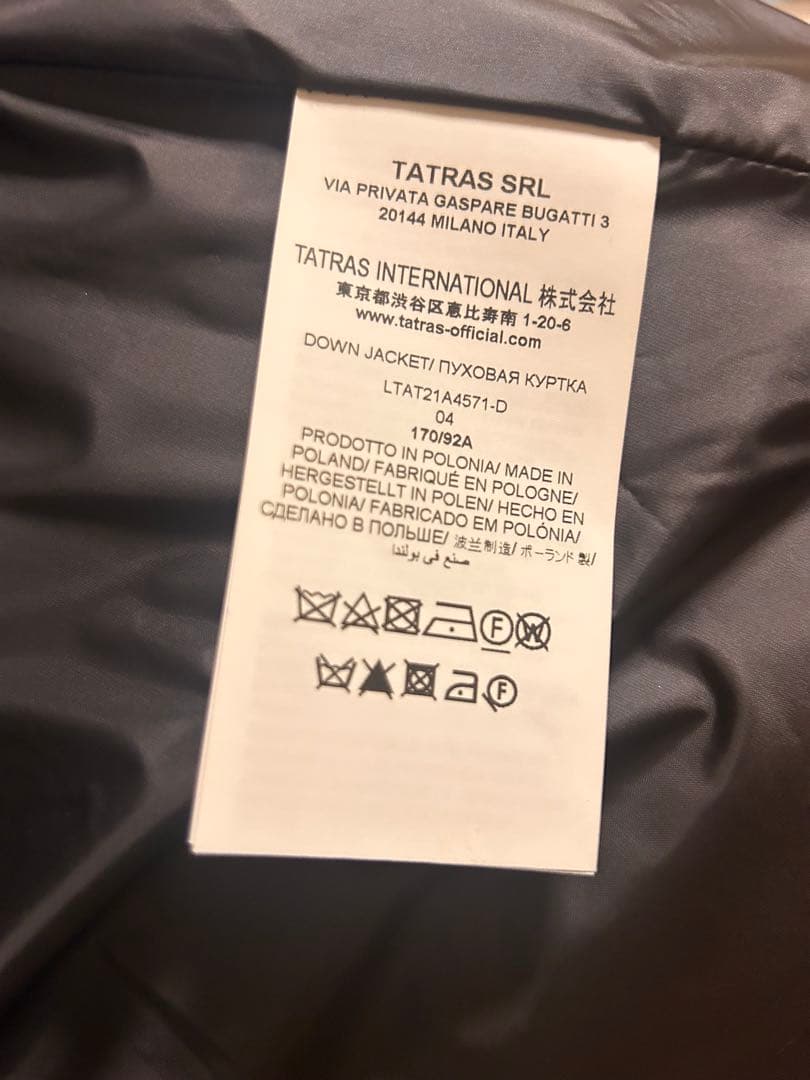 TATRAS SRL
VIA PRIVATA GASPARE BUGATTI 3
20144 MILANO ITALY
TATRAS INTERNATIONAL 株式会社
東京都渋谷区恵比寿南 1-20-6
www.tatras-official.com
DOWN JACKET/ ПУХОВАЯ КУРТКА
LTAT21A4571-D
04
170/92A
PRODOTTO IN POLONIA/ MADE IN
POLAND/ FABRIQUÉ EN POLOGNE/
HERGESTELLT IN POLEN/ HECHO EN
POLONIA/ FABRICADO EM POLÓNIA/
СДЕЛАНО В ПОЛЬШЕ/ 波兰制造/ ポーランド製/
صنع في بولندا
F W
F